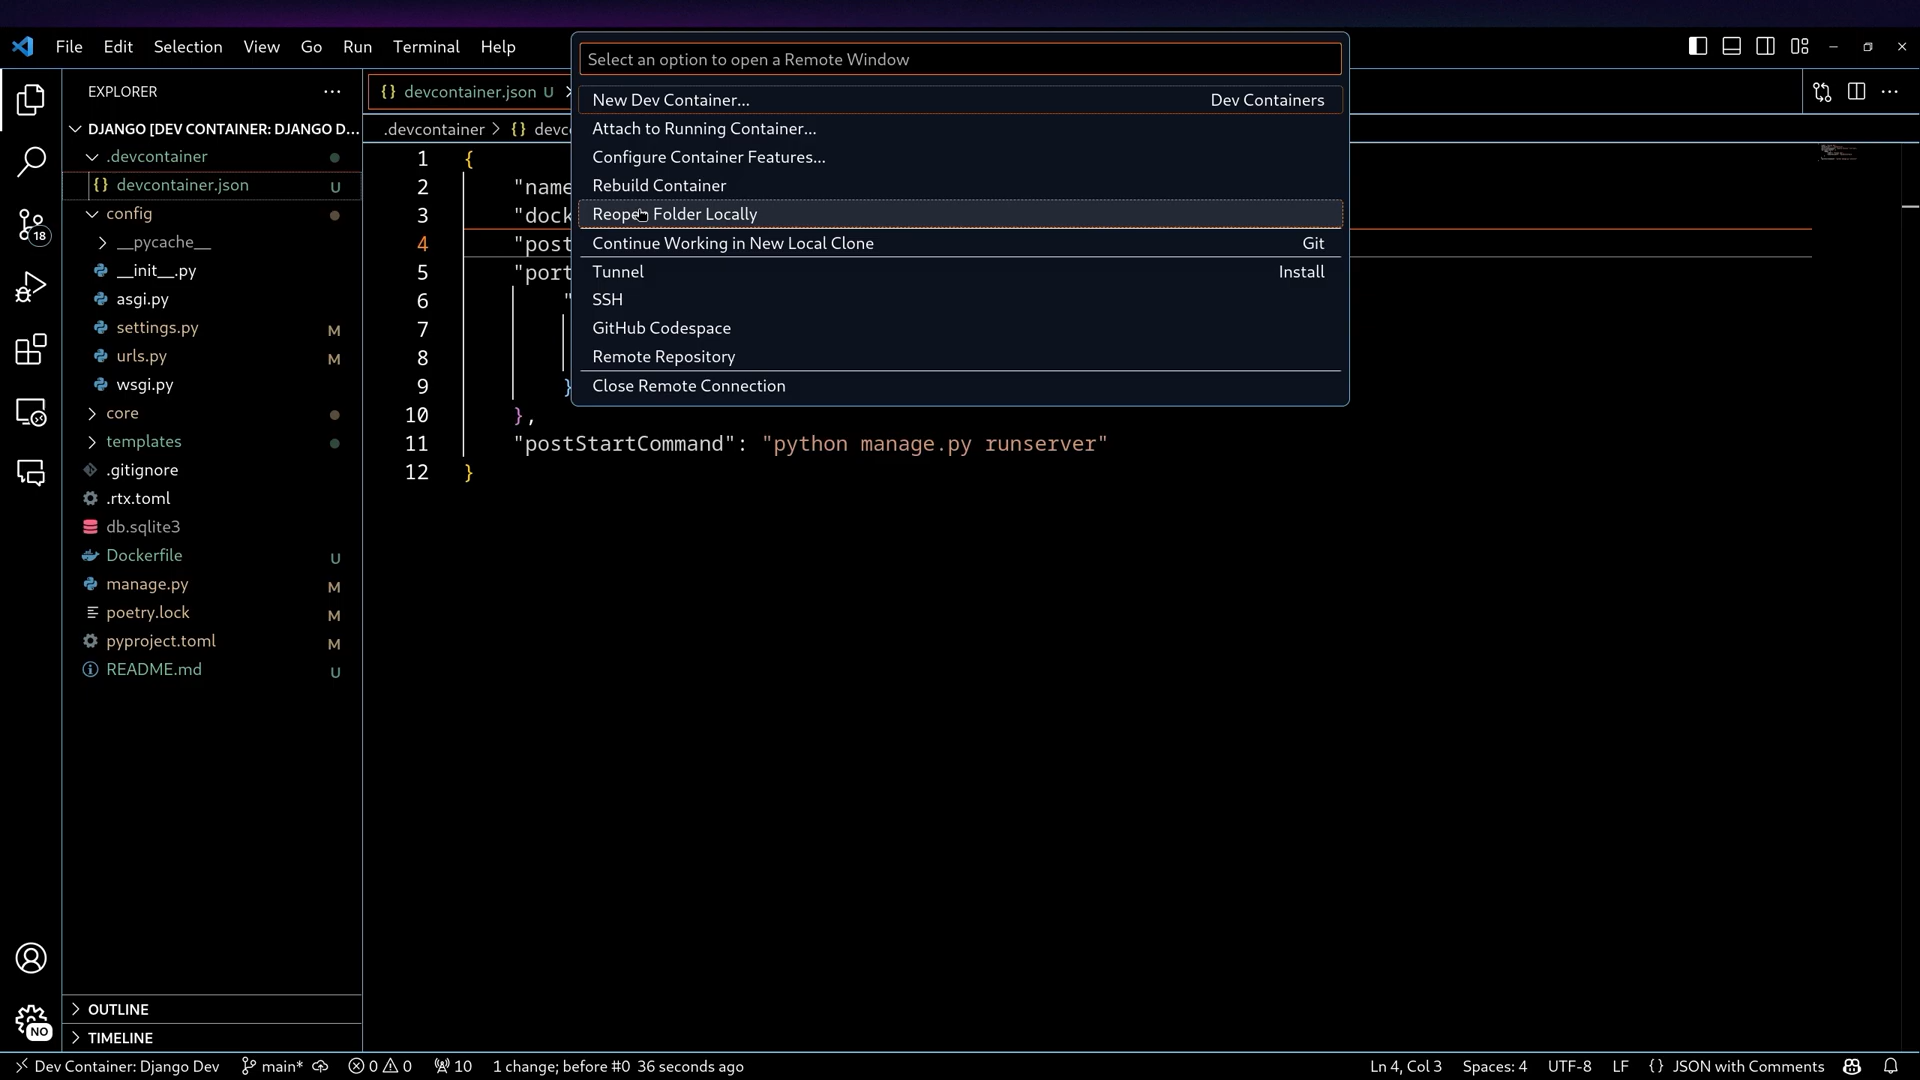 File Edit Selection View Go Run Terminal Help
Select an option to open a Remote Window
New Dev Container... Dev Containers
Attach to Running Container...
Configure Container Features...
Rebuild Container
Reopen Folder Locally
Continue Working in New Local Clone Git
Tunnel Install
SSH
GitHub Codespace
Remote Repository
Close Remote Connection
EXPLORER
DJANGO [DEV CONTAINER: DJANGO D...
.devcontainer
devcontainer.json U
config
__pycache__
__init__.py
asgi.py
settings.py M
urls.py M
wsgi.py
core
templates
.gitignore
.rtx.toml
db.sqlite3
Dockerfile U
manage.py M
poetry.lock M
pyproject.toml M
README.md U
OUTLINE
TIMELINE
18
NO
{} devcontainer.json U
.devcontainer > {} devc
1 {
2 "name
3 "dock
4 "post
5 "port
6 "
7
8
9 }
10 },
11 "postStartCommand": "python manage.py runserver"
12 }
Dev Container: Django Dev main* 0 0 10 1 change; before #0 36 seconds ago Ln 4, Col 3 Spaces: 4 UTF-8 LF {} JSON with Comments